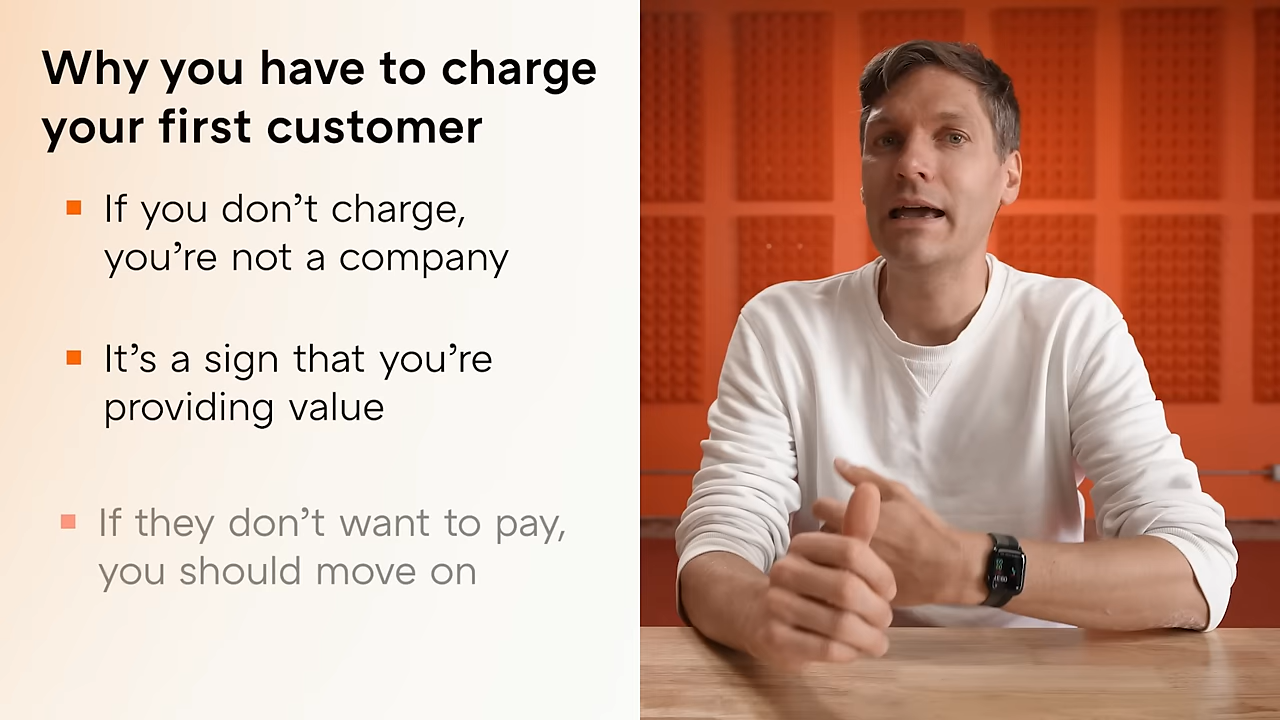 Why you have to charge
your first customer
If you don't charge,
you're not a company
It's a sign that you're
providing value
If they don't want to pay,
you should move on